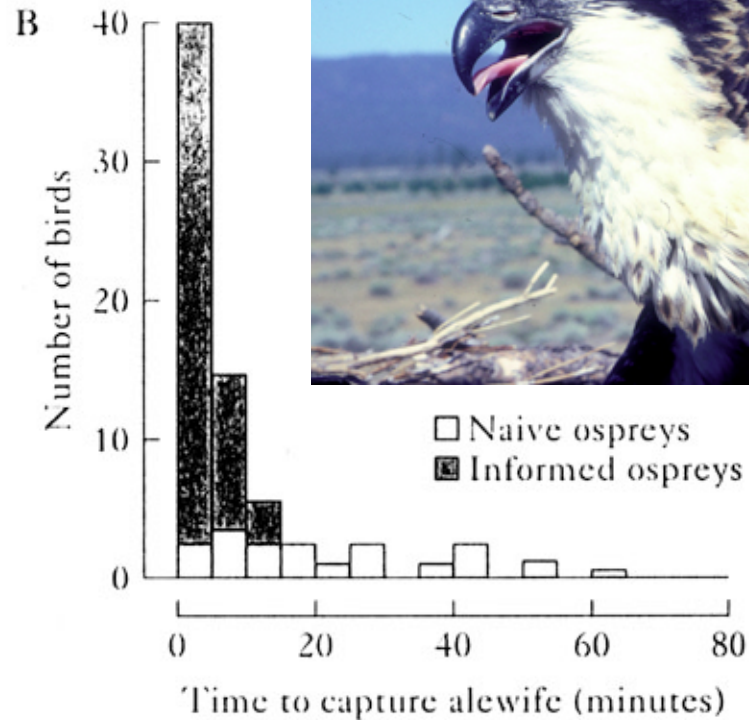 B
Number of birds
40
30
20
10
0
Naive ospreys
Informed ospreys
0 20 40 60 80
Time to capture alewife (minutes)